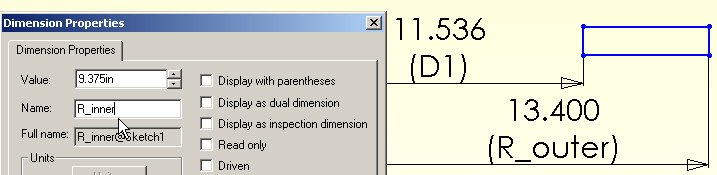 Dimension Properties
Dimension Properties
Value: 9.375in
Name: R_inner
Full name: R_inner@Sketch1
Units
Display with parentheses
Display as dual dimension
Display as inspection dimension
Read only
Driven
11.536
(D1)
13.400
(R_outer)